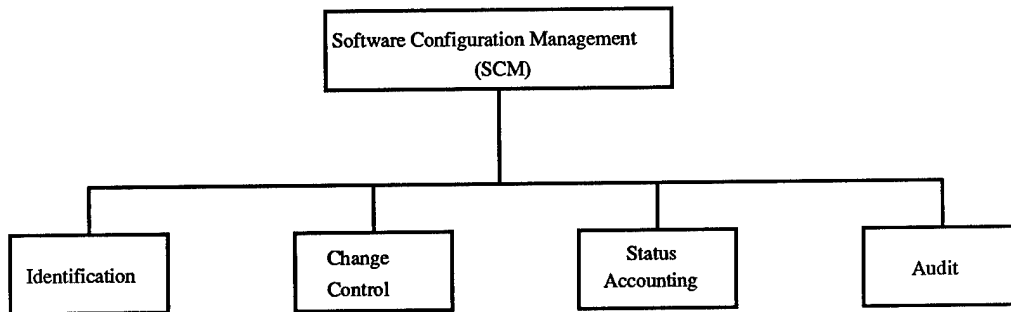 Software Configuration Management
(SCM)
Identification
Change
Control
Status
Accounting
Audit